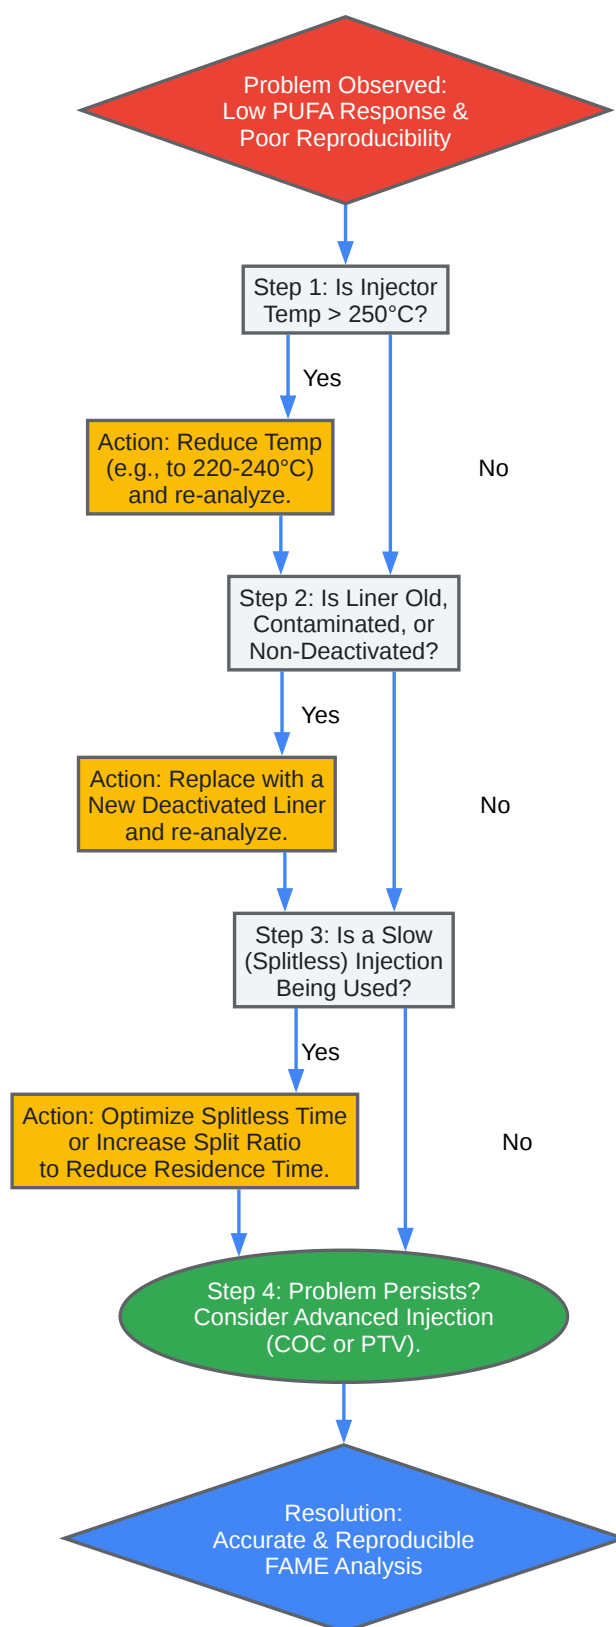 Problem Observed:
Low PUFA Response &
Poor Reproducibility
Step 1: Is Injector
Temp > 250°C?
Yes
Action: Reduce Temp
(e.g., to 220-240°C)
and re-analyze.
No
Step 2: Is Liner Old,
Contaminated, or
Non-Deactivated?
Yes
Action: Replace with a
New Deactivated Liner
and re-analyze.
No
Step 3: Is a Slow
(Splitless) Injection
Being Used?
Yes
Action: Optimize Splitless Time
or Increase Split Ratio
to Reduce Residence Time.
No
Step 4: Problem Persists?
Consider Advanced Injection
(COC or PTV).
Resolution:
Accurate & Reproducible
FAME Analysis